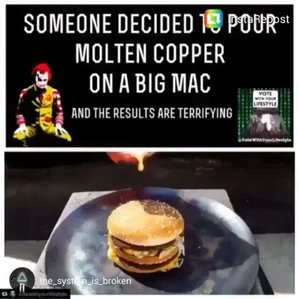 InstaRepost
SOMEONE DECIDED TO POUR
MOLTEN COPPER
ON A BIG MAC
AND THE RESULTS ARE TERRIFYING
VOTE
WITH YOUR
LIFESTYLE
the_system_is_broken